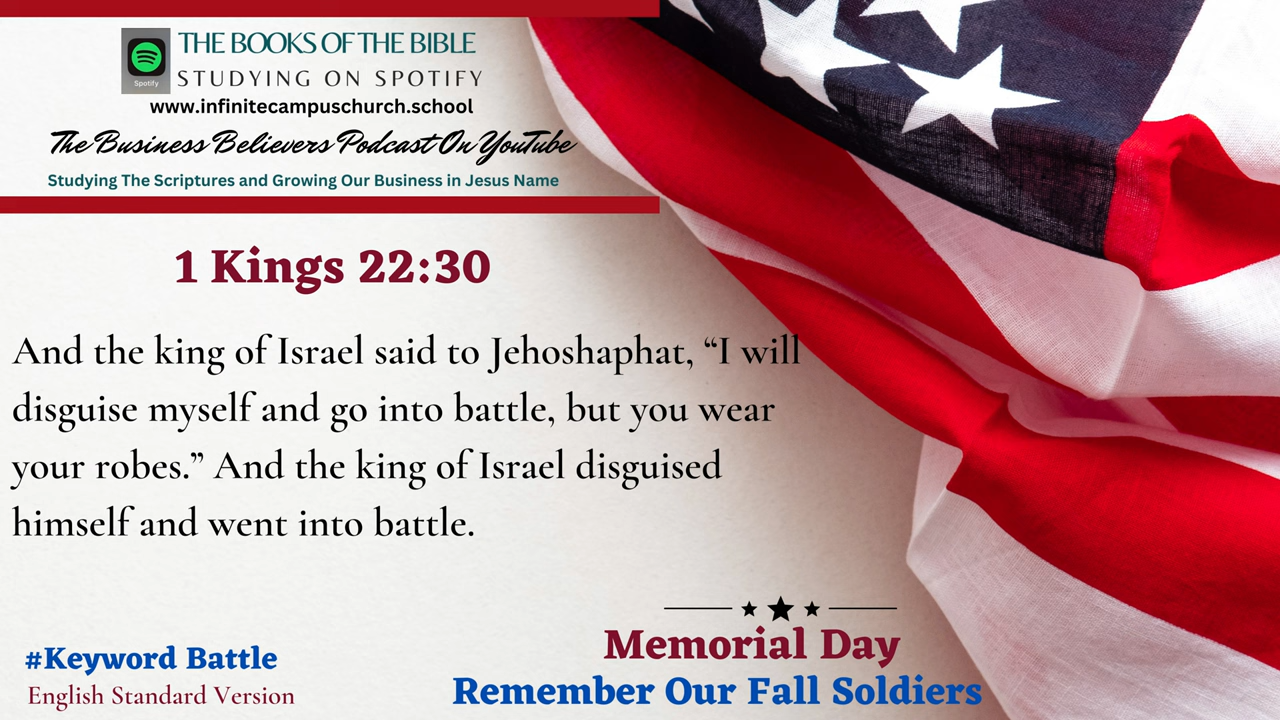 THE BOOKS OF THE BIBLE
Spotify
STUDYING ON SPOTIFY
www.infinitecampuschurch.school
The Business Believers Podcast On YouTube
Studying The Scriptures and Growing Our Business in Jesus Name
1 Kings 22:30
And the king of Israel said to Jehoshaphat, “I will
disguise myself and go into battle, but you wear
your robes.” And the king of Israel disguised
himself and went into battle.
#Keyword Battle
English Standard Version
Memorial Day
Remember Our Fall Soldiers